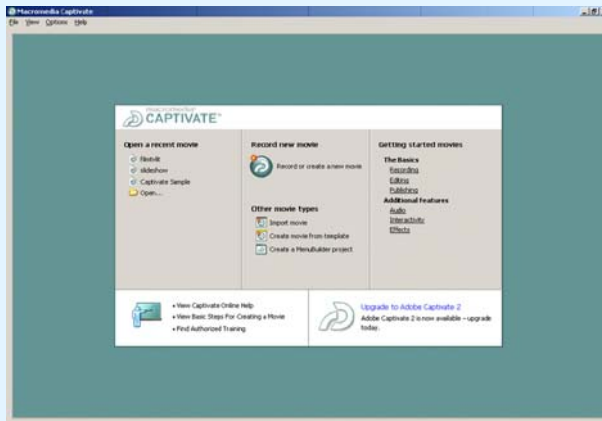 Macromedia Captivate
File View Options Help
macromedia
CAPTIVATE™
Open a recent movie
slideshow
Captivate Sample
Open...
Record new movie
Record or create a new movie
Other movie types
Import movie
Create movie from template
Create a MenuBuilder project
Getting started movies
The Basics
Recording
Editing
Publishing
Additional features
Audio
Interactivity
Effects
• View Captivate Online Help
• View Basic Steps For Creating a Movie
• Find Authorized Training
Upgrade to Adobe Captivate 2
Adobe Captivate 2 is now available - upgrade
today.